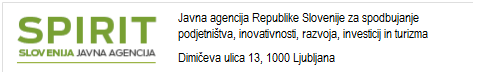 SPIRIT
SLOVENIJA JAVNA AGENCIJA
Javna agencija Republike Slovenije za spodbujanje
podjetništva, inovativnosti, razvoja, investicij in turizma
Dimičeva ulica 13, 1000 Ljubljana